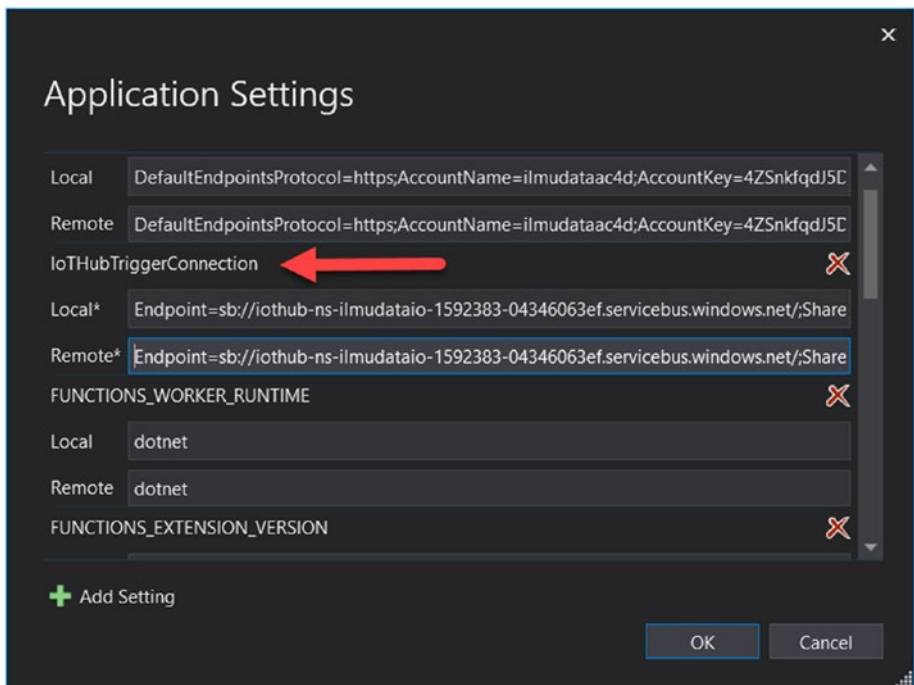 Application Settings
Local DefaultEndpointsProtocol=https;AccountName=ilmudataac4d;AccountKey=4ZSnkfqdJ5D
Remote DefaultEndpointsProtocol=https;AccountName=ilmudataac4d;AccountKey=4ZSnkfqdJ5D
IoTHubTriggerConnection
Local* Endpoint=sb://iothub-ns-ilmudataio-1592383-04346063ef.servicebus.windows.net/;Share
Remote* Endpoint=sb://iothub-ns-ilmudataio-1592383-04346063ef.servicebus.windows.net/;Share
FUNCTIONS_WORKER_RUNTIME
Local dotnet
Remote dotnet
FUNCTIONS_EXTENSION_VERSION
Add Setting
OK Cancel